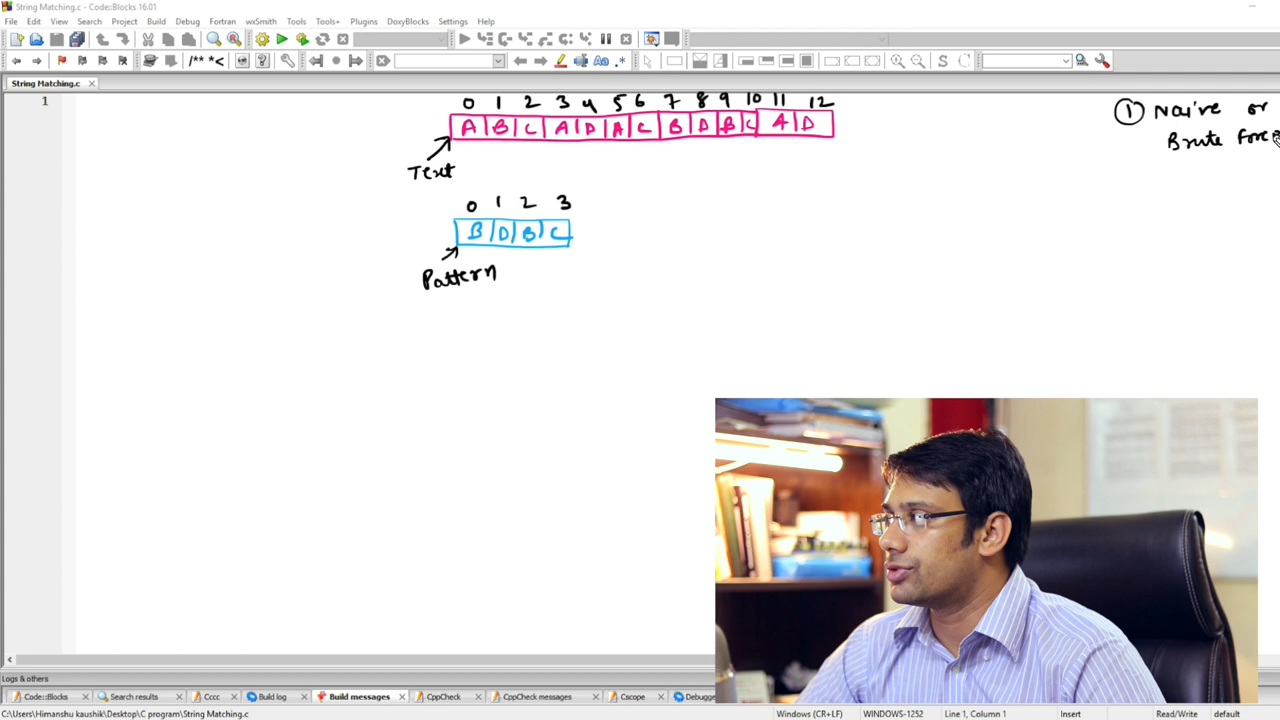 String Matching.c - Code::Blocks 16.01
File Edit View Search Project Build Debug Fortran wxSmith Tools Tools+ Plugins DoxyBlocks Settings Help
/** *< Aa .* S C
String Matching.c
1
0 1 2 3 4 5 6 7 8 9 10 11 12
A B C A D A C B D B C A D
Text
0 1 2 3
B D B C
Pattern
① Naive or
Brute Force
Logs & others
Code::Blocks Search results Cccc Build log Build messages CppCheck CppCheck messages Cscope Debugger
C:\Users\Himanshu kaushik\Desktop\C program\String Matching.c Windows (CR+LF) WINDOWS-1252 Line 1, Column 1 Insert Read/Write default